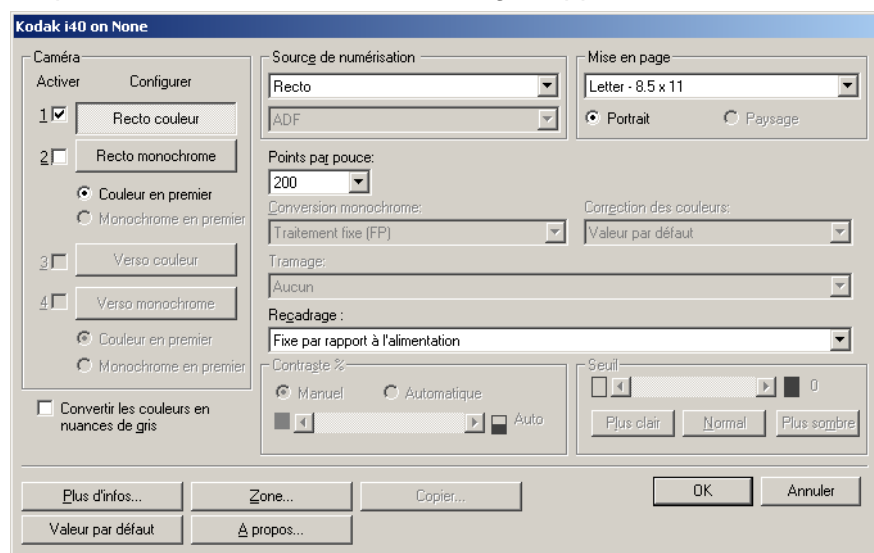 Kodak i40 on None
Caméra
Activer Configurer
1 Recto couleur
2 Recto monochrome
Couleur en premier
Monochrome en premier
3 Verso couleur
4 Verso monochrome
Couleur en premier
Monochrome en premier
Convertir les couleurs en
nuances de gris
Source de numérisation
Recto
ADF
Mise en page
Letter - 8.5 x 11
Portrait Paysage
Points par pouce:
200
Conversion monochrome:
Traitement fixe (FP)
Correction des couleurs:
Valeur par défaut
Tramage:
Aucun
Recadrage :
Fixe par rapport à l'alimentation
Contraste %
Manuel Automatique
Auto
Seuil
0
Plus clair Normal Plus sombre
Plus d'infos... Zone... Copier... OK Annuler
Valeur par défaut A propos...